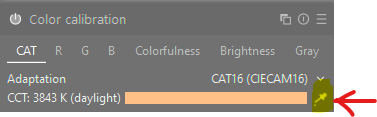 Color calibration
CAT R G B Colorfulness Brightness Gray
Adaptation CAT16 (CIECAM16)
CCT: 3843 K (daylight)